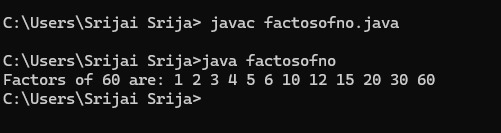 C:\Users\Srijai Srija> javac factosofno.java
C:\Users\Srijai Srija>java factosofno
Factors of 60 are: 1 2 3 4 5 6 10 12 15 20 30 60
C:\Users\Srijai Srija>